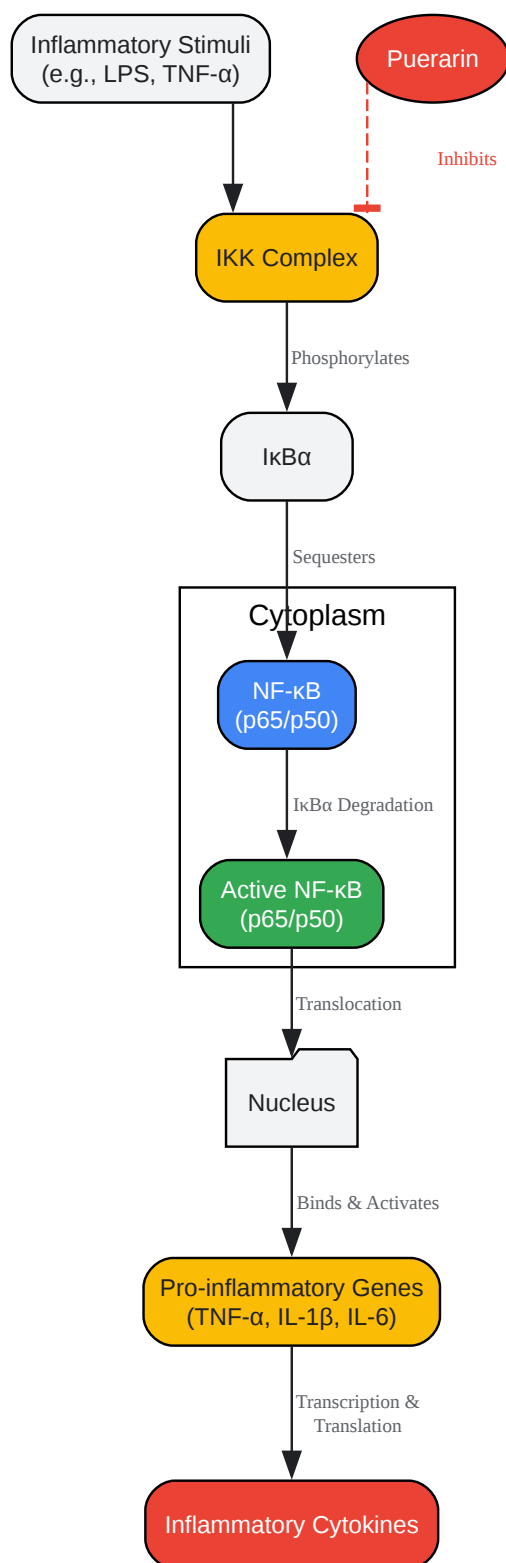 Inflammatory Stimuli
(e.g., LPS, TNF-α)
Puerarin
Inhibits
IKK Complex
Phosphorylates
IκBα
Sequesters
Cytoplasm
NF-κB
(p65/p50)
IκBα Degradation
Active NF-κB
(p65/p50)
Translocation
Nucleus
Binds & Activates
Pro-inflammatory Genes
(TNF-α, IL-1β, IL-6)
Transcription &
Translation
Inflammatory Cytokines